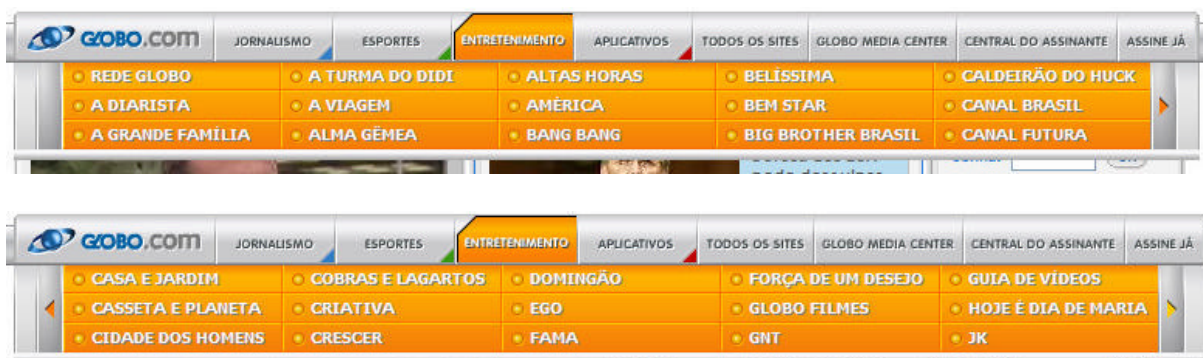 GLOBO.COM JORNALISMO ESPORTES ENTRETENIMENTO APLICATIVOS TODOS OS SITES GLOBO MEDIA CENTER CENTRAL DO ASSINANTE ASSINE JÁ
REDE GLOBO A TURMA DO DIDI ALTAS HORAS BELÍSSIMA CALDEIRÃO DO HUCK
A DIARISTA A VIAGEM AMÉRICA BEM STAR CANAL BRASIL
A GRANDE FAMÍLIA ALMA GÊMEA BANG BANG BIG BROTHER BRASIL CANAL FUTURA
GLOBO.COM JORNALISMO ESPORTES ENTRETENIMENTO APLICATIVOS TODOS OS SITES GLOBO MEDIA CENTER CENTRAL DO ASSINANTE ASSINE JÁ
CASA E JARDIM COBRAS E LAGARTOS DOMINGÃO FORÇA DE UM DESEJO GUIA DE VÍDEOS
CASSETA E PLANETA CRIATIVA EGO GLOBO FILMES HOJE É DIA DE MARIA
CIDADE DOS HOMENS CRESCER FAMA GNT JK